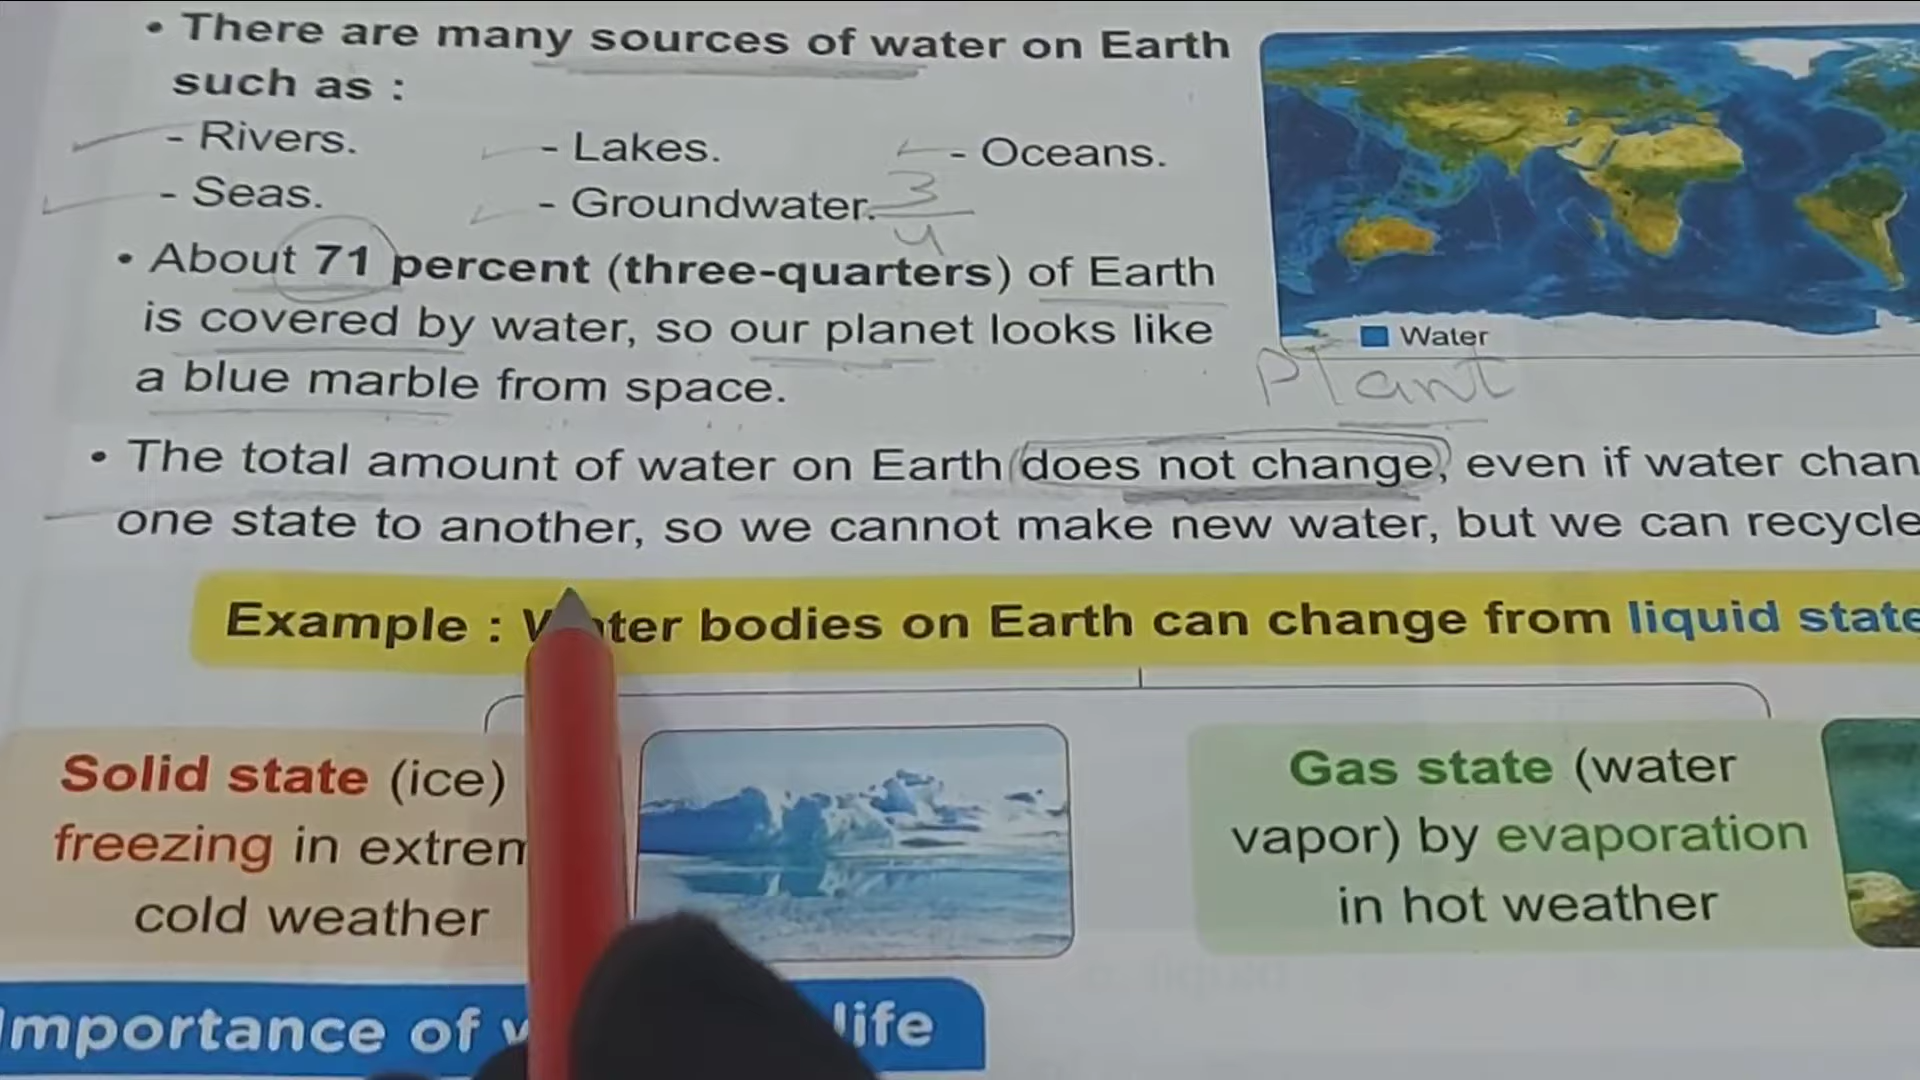 • There are many sources of water on Earth
such as :
- Rivers. - Lakes. - Oceans.
- Seas. - Groundwater. 3/4
• About 71 percent (three-quarters) of Earth
is covered by water, so our planet looks like
a blue marble from space.
Water
Plant
• The total amount of water on Earth does not change, even if water chan
one state to another, so we cannot make new water, but we can recycle
Example : Water bodies on Earth can change from liquid state
Solid state (ice)
freezing in extrem
cold weather
Gas state (water
vapor) by evaporation
in hot weather
Importance of life